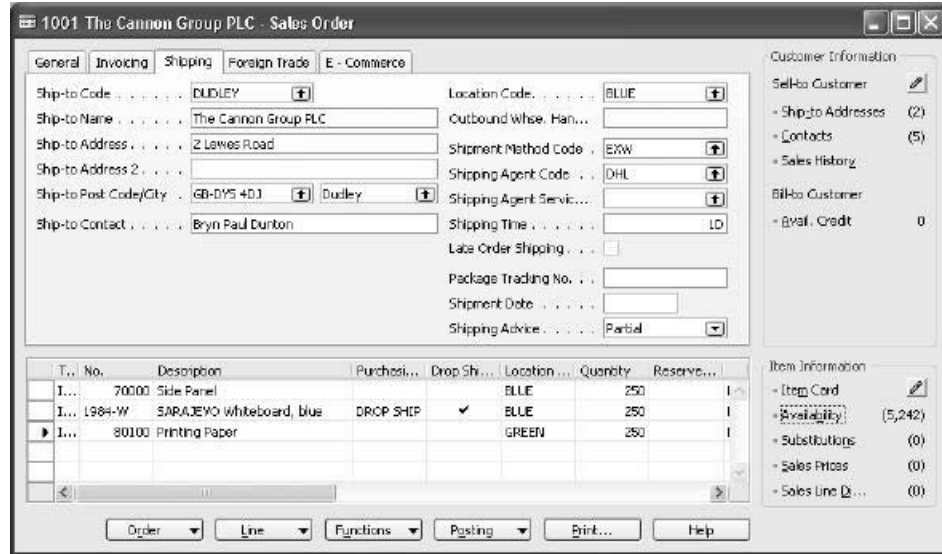 1001 The Cannon Group PLC - Sales Order
General Invoicing Shipping Foreign Trade E - Commerce
Ship-to Code . . . . . . DUDLEY
Ship-to Name . . . . . . The Cannon Group PLC
Ship-to Address . . . . . 2 Lewes Road
Ship-to Address 2 . . . .
Ship-to Post Code/City . GB-DY5 4DJ Dudley
Ship-to Contact . . . . . Bryn Paul Dunton
Location Code. . . . . BLUE
Outbound Whse. Han...
Shipment Method Code . EXW
Shipping Agent Code . . DHL
Shipping Agent Servic...
Shipping Time . . . . . . 1D
Late Order Shipping . . .
Package Tracking No. . .
Shipment Date . . . . .
Shipping Advice . . . . . Partial
Customer Information
Sell-to Customer
Ship-to Addresses (2)
Contacts (5)
Sales History
Bill-to Customer
Avail. Credit 0
T... No. Description Purchasi... Drop Shi... Location ... Quantity Reserve...
I... 70000 Side Panel BLUE 250
I... 1984-W SARAJEVO Whiteboard, blue DROP SHIP ✔ BLUE 250
I... 80100 Printing Paper GREEN 250
Item Information
Item Card
Availability (5,242)
Substitutions (0)
Sales Prices (0)
Sales Line Di... (0)
Order Line Functions Posting Print... Help